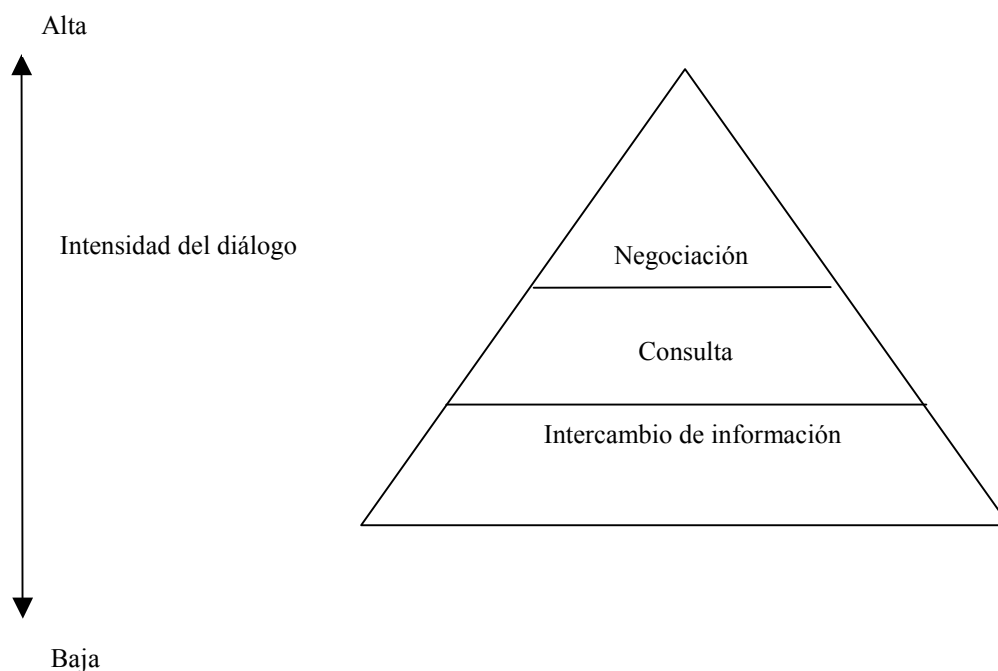 Alta
Intensidad del diálogo
Negociación
Consulta
Intercambio de información
Baja